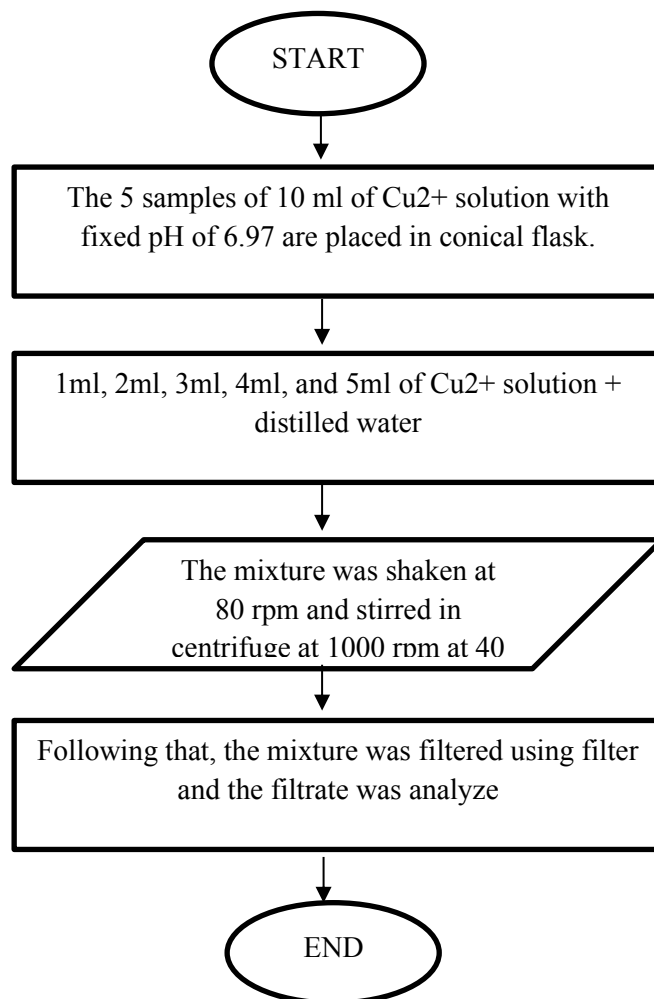 START
The 5 samples of 10 ml of Cu2+ solution with
fixed pH of 6.97 are placed in conical flask.
1ml, 2ml, 3ml, 4ml, and 5ml of Cu2+ solution +
distilled water
The mixture was shaken at
80 rpm and stirred in
centrifuge at 1000 rpm at 40
Following that, the mixture was filtered using filter
and the filtrate was analyze
END